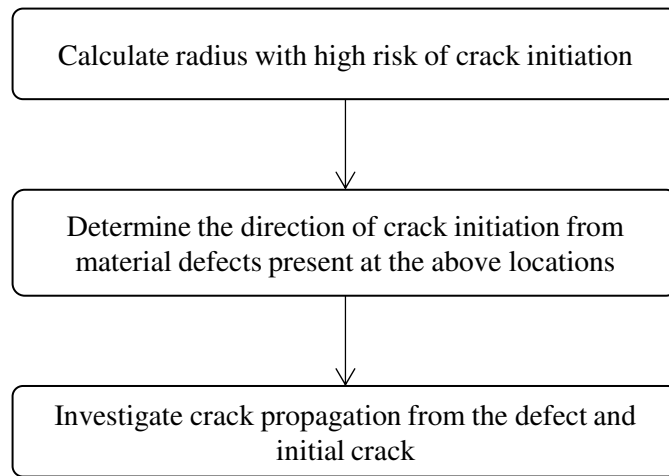 Calculate radius with high risk of crack initiation
Determine the direction of crack initiation from
material defects present at the above locations
Investigate crack propagation from the defect and
initial crack